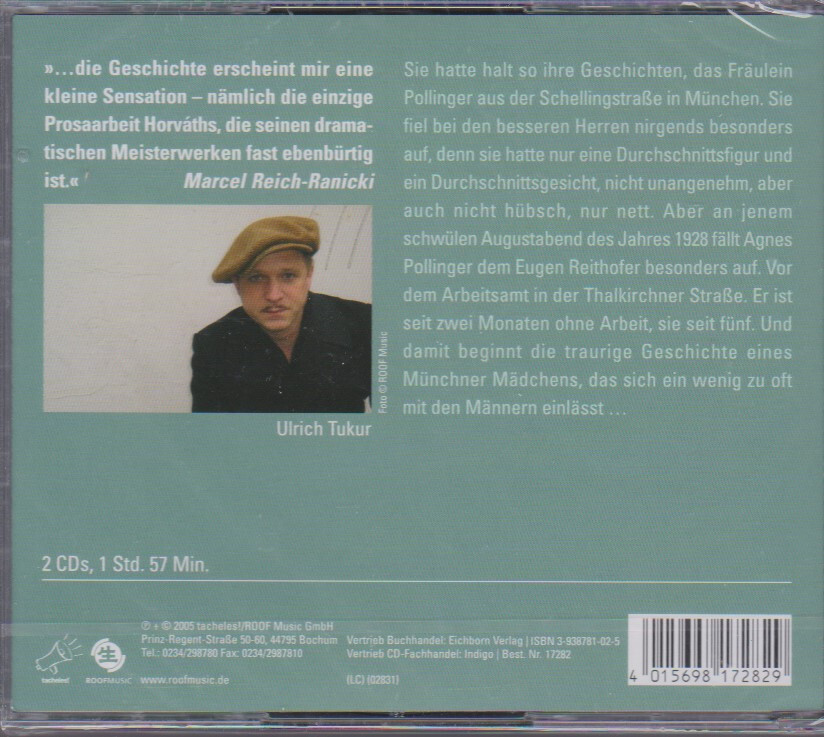 »...die Geschichte erscheint mir eine
kleine Sensation – nämlich die einzige
Prosaarbeit Horváths, die seinen drama-
tischen Meisterwerken fast ebenbürtig
ist.«
Marcel Reich-Ranicki
Foto © ROOF Music
Ulrich Tukur
Sie hatte halt so ihre Geschichten, das Fräulein
Pollinger aus der Schellingstraße in München. Sie
fiel bei den besseren Herren nirgends besonders
auf, denn sie hatte nur eine Durchschnittsfigur und
ein Durchschnittsgesicht, nicht unangenehm, aber
auch nicht hübsch, nur nett. Aber an jenem
schwülen Augustabend des Jahres 1928 fällt Agnes
Pollinger dem Eugen Reithofer besonders auf. Vor
dem Arbeitsamt in der Thalkirchner Straße. Er ist
seit zwei Monaten ohne Arbeit, sie seit fünf. Und
damit beginnt die traurige Geschichte eines
Münchner Mädchens, das sich ein wenig zu oft
mit den Männern einlässt ...
2 CDs, 1 Std. 57 Min.
tacheles!
生
ROOFMUSIC
℗ + © 2005 tacheles!/ROOF Music GmbH
Prinz-Regent-Straße 50-60, 44795 Bochum
Tel.: 0234/298780 Fax: 0234/2987810
www.roofmusic.de
Vertrieb Buchhandel: Eichborn Verlag | ISBN 3-938781-02-5
Vertrieb CD-Fachhandel: Indigo | Best. Nr. 17282
(LC) (02831)
4 015698 172829